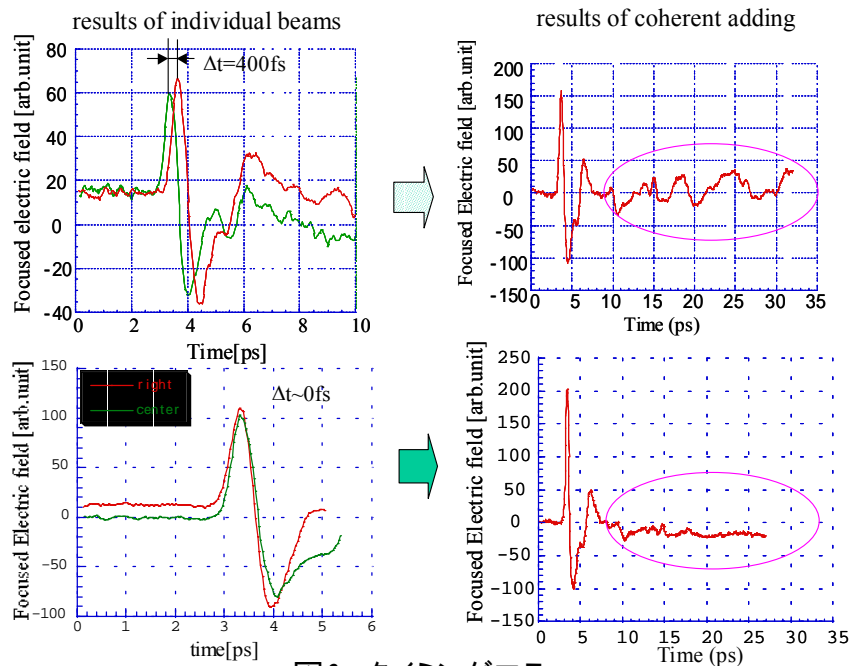 results of individual beams
results of coherent adding
Focused electric field [arb.unit]
80
60
40
20
0
-20
-40
Δt=400fs
0 2 4 6 8 10
Time[ps]
Focused Electric field [arb.unit]
200
150
100
50
0
-50
-100
-150
0 5 10 15 20 25 30 35
Time (ps)
Focused Electric field [arb.unit]
150
100
50
0
-50
-100
right
center
Δt~0fs
0 1 2 3 4 5 6
time[ps]
Focused Electric field [arb.unit]
250
200
150
100
50
0
-50
-100
-150
0 5 10 15 20 25 30 35
Time (ps)